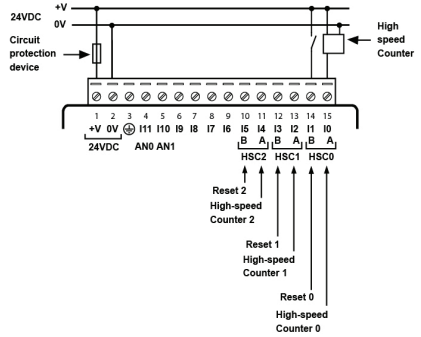 +V
24VDC
0V
Circuit
protection
device
High
speed
Counter
1 2 3 4 5 6 7 8 9 10 11 12 13 14 15
+V 0V I11 I10 I9 I8 I7 I6 I5 I4 I3 I2 I1 I0
B A B A B A
24VDC AN0 AN1 HSC2 HSC1 HSC0
Reset 2
High-speed
Counter 2
Reset 1
High-speed
Counter 1
Reset 0
High-speed
Counter 0